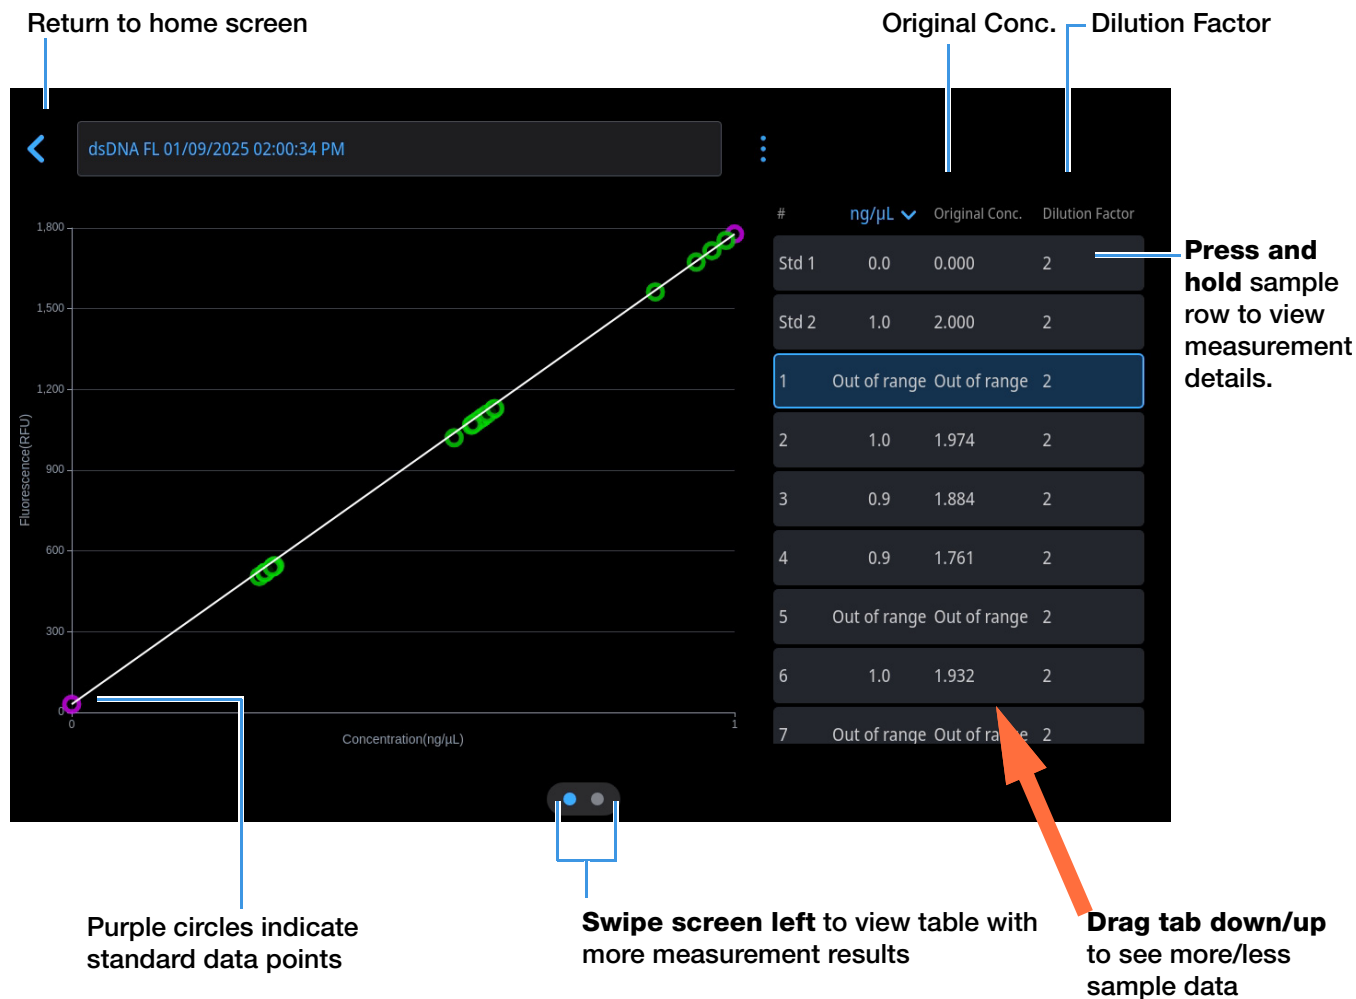 Return to home screen
Original Conc.
Dilution Factor
dsDNA FL 01/09/2025 02:00:34 PM
# ng/µL Original Conc. Dilution Factor
Std 1 0.0 0.000 2
Std 2 1.0 2.000 2
1 Out of range Out of range 2
2 1.0 1.974 2
3 0.9 1.884 2
4 0.9 1.761 2
5 Out of range Out of range 2
6 1.0 1.932 2
7 Out of range Out of range 2
Press and
hold sample
row to view
measurement
details.
1,800
1,500
1,200
900
600
300
0
Fluorescence(RFU)
0
1
Concentration(ng/µL)
Purple circles indicate
standard data points
Swipe screen left to view table with
more measurement results
Drag tab down/up
to see more/less
sample data